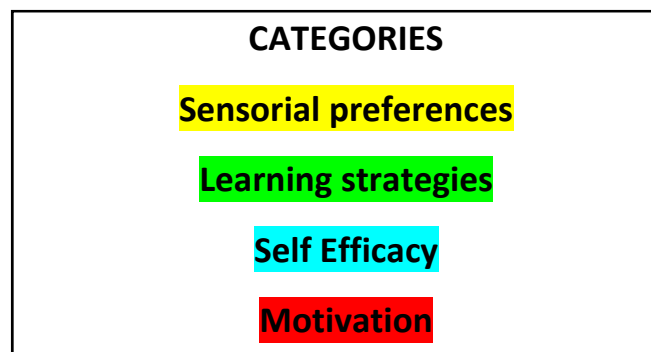 CATEGORIES
Sensorial preferences
Learning strategies
Self Efficacy
Motivation